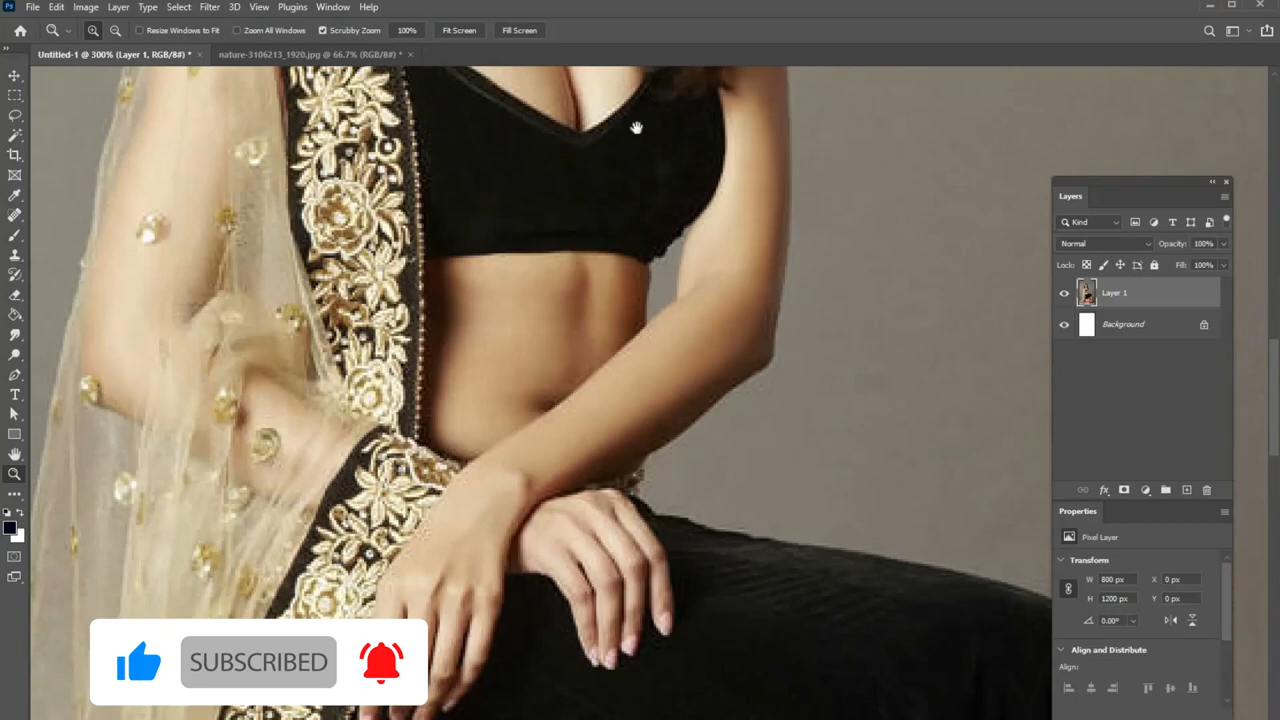 Ps File Edit Image Layer Type Select Filter 3D View Plugins Window Help
Resize Windows to Fit Zoom All Windows Scrubby Zoom 100% Fit Screen Fill Screen
Untitled-1 @ 300% (Layer 1, RGB/8#) * nature-3106213_1920.jpg @ 66.7% (RGB/8#) *
Layers
Kind
Normal Opacity: 100%
Lock: Fill: 100%
Layer 1
Background
fx
Properties
Pixel Layer
Transform
W 800 px X 0 px
H 1200 px Y 0 px
0.00°
Align and Distribute
Align:
SUBSCRIBED